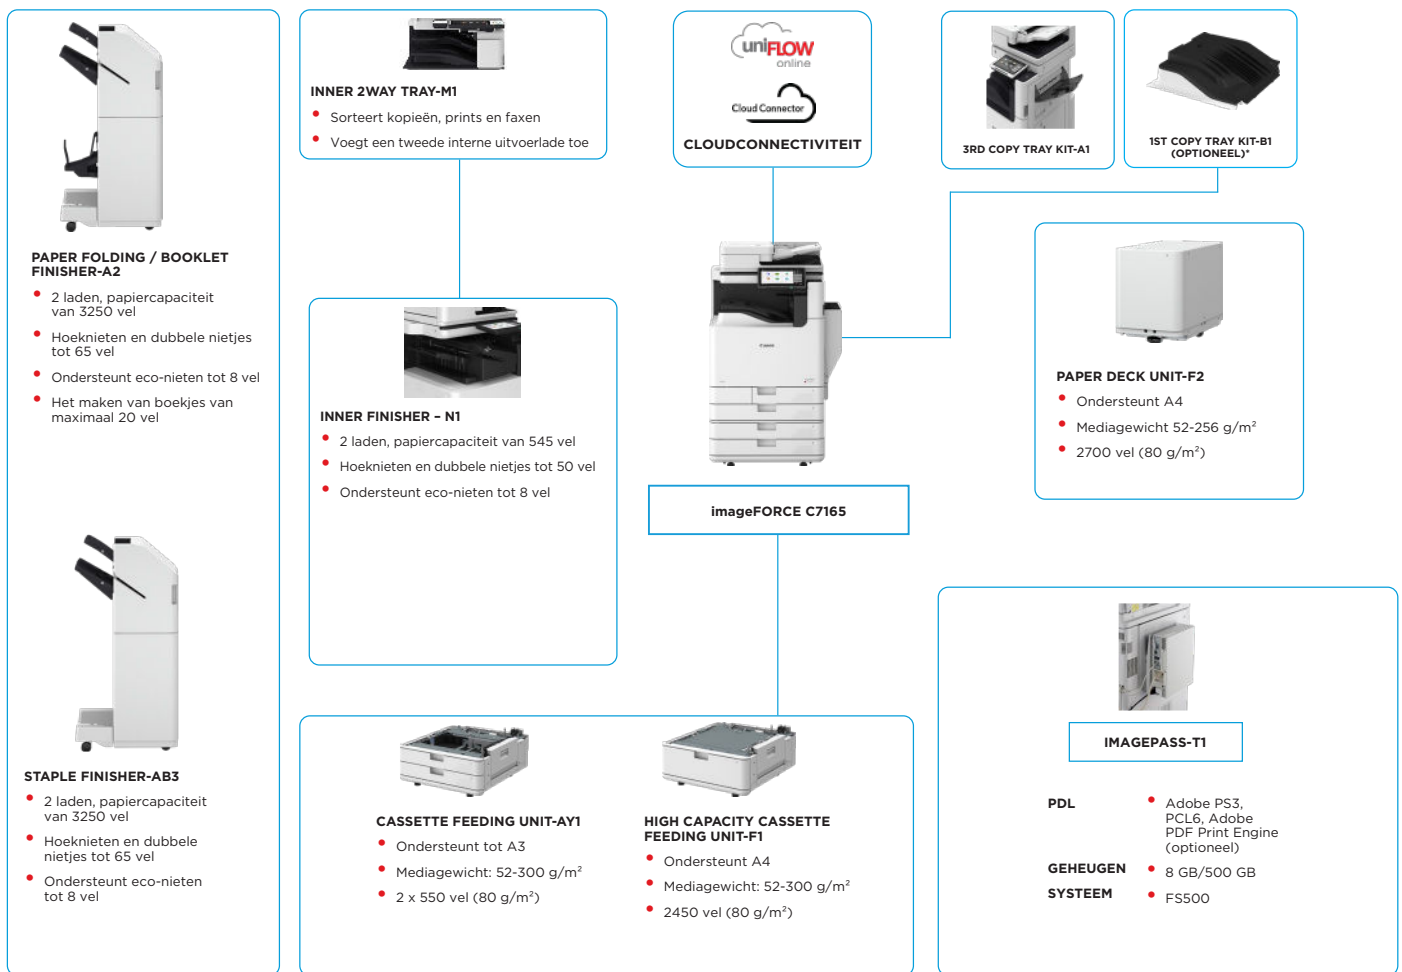 PAPER FOLDING / BOOKLET
FINISHER-A2
2 laden, papiercapaciteit
van 3250 vel
Hoeknieten en dubbele nietjes
tot 65 vel
Ondersteunt eco-nieten tot 8 vel
Het maken van boekjes van
maximaal 20 vel
STAPLE FINISHER-AB3
2 laden, papiercapaciteit
van 3250 vel
Hoeknieten en dubbele
nietjes tot 65 vel
Ondersteunt eco-nieten
tot 8 vel
INNER 2WAY TRAY-M1
Sorteert kopieën, prints en faxen
Voegt een tweede interne uitvoerlade toe
INNER FINISHER – N1
2 laden, papiercapaciteit van 545 vel
Hoeknieten en dubbele nietjes tot 50 vel
Ondersteunt eco-nieten tot 8 vel
uniFLOW
online
Cloud Connector
CLOUDCONNECTIVITEIT
Canon
imageFORCE C7165
3RD COPY TRAY KIT-A1
1ST COPY TRAY KIT-B1
(OPTIONEEL)*
PAPER DECK UNIT-F2
Ondersteunt A4
Mediagewicht 52-256 g/m²
2700 vel (80 g/m²)
CASSETTE FEEDING UNIT-AY1
Ondersteunt tot A3
Mediagewicht: 52-300 g/m²
2 x 550 vel (80 g/m²)
HIGH CAPACITY CASSETTE
FEEDING UNIT-F1
Ondersteunt A4
Mediagewicht: 52-300 g/m²
2450 vel (80 g/m²)
IMAGEPASS-T1
PDL
Adobe PS3,
PCL6, Adobe
PDF Print Engine
(optioneel)
GEHEUGEN
8 GB/500 GB
SYSTEEM
FS500